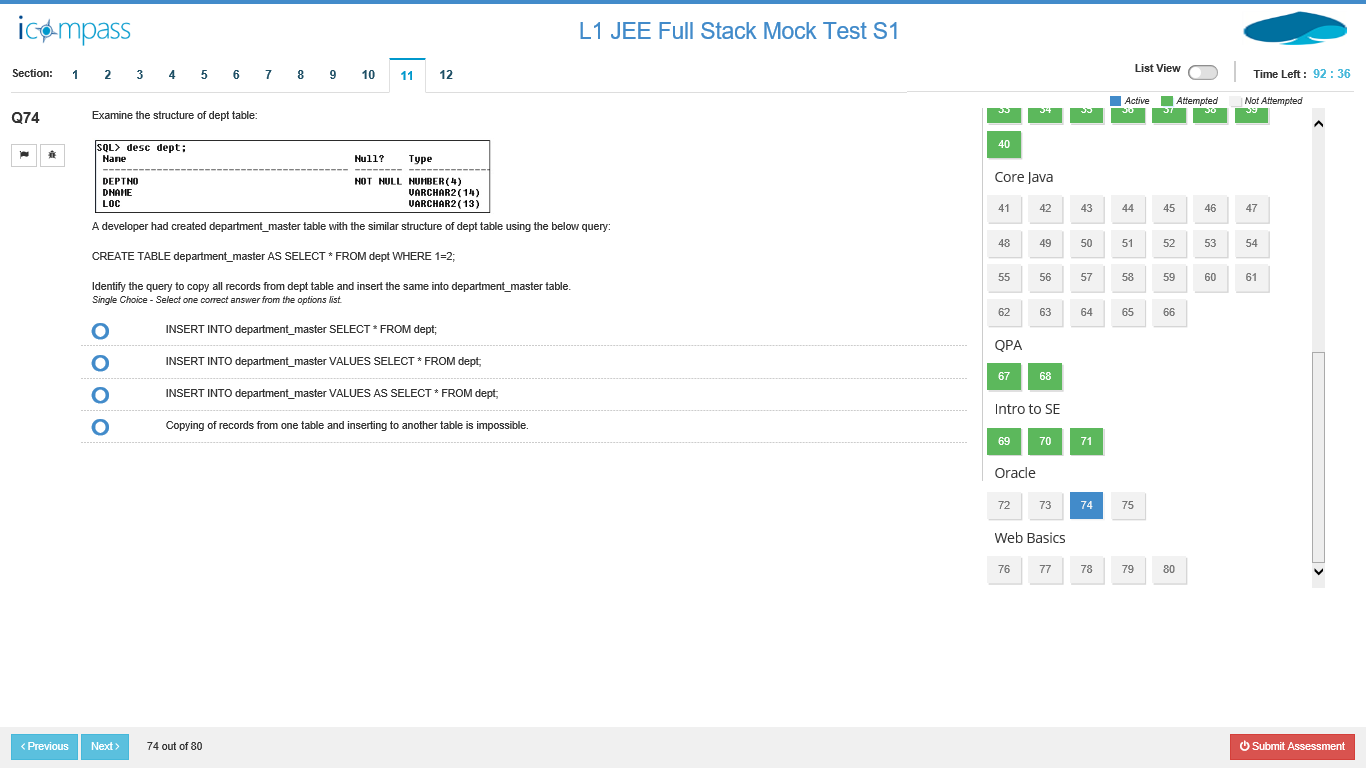 icompass
L1 JEE Full Stack Mock Test S1
Section: 1 2 3 4 5 6 7 8 9 10 11 12
List View
Time Left : 92 : 36
Active Attempted Not Attempted
Q74
Examine the structure of dept table:
SQL> desc dept;
Name Null? Type
DEPTNO NOT NULL NUMBER(4)
DNAME VARCHAR2(14)
LOC VARCHAR2(13)
A developer had created department_master table with the similar structure of dept table using the below query:
CREATE TABLE department_master AS SELECT * FROM dept WHERE 1=2;
Identify the query to copy all records from dept table and insert the same into department_master table.
Single Choice - Select one correct answer from the options list.
INSERT INTO department_master SELECT * FROM dept;
INSERT INTO department_master VALUES SELECT * FROM dept;
INSERT INTO department_master VALUES AS SELECT * FROM dept;
Copying of records from one table and inserting to another table is impossible.
33 34 35 36 37 38 39
40
Core Java
41 42 43 44 45 46 47
48 49 50 51 52 53 54
55 56 57 58 59 60 61
62 63 64 65 66
QPA
67 68
Intro to SE
69 70 71
Oracle
72 73 74 75
Web Basics
76 77 78 79 80
< Previous Next > 74 out of 80
Submit Assessment